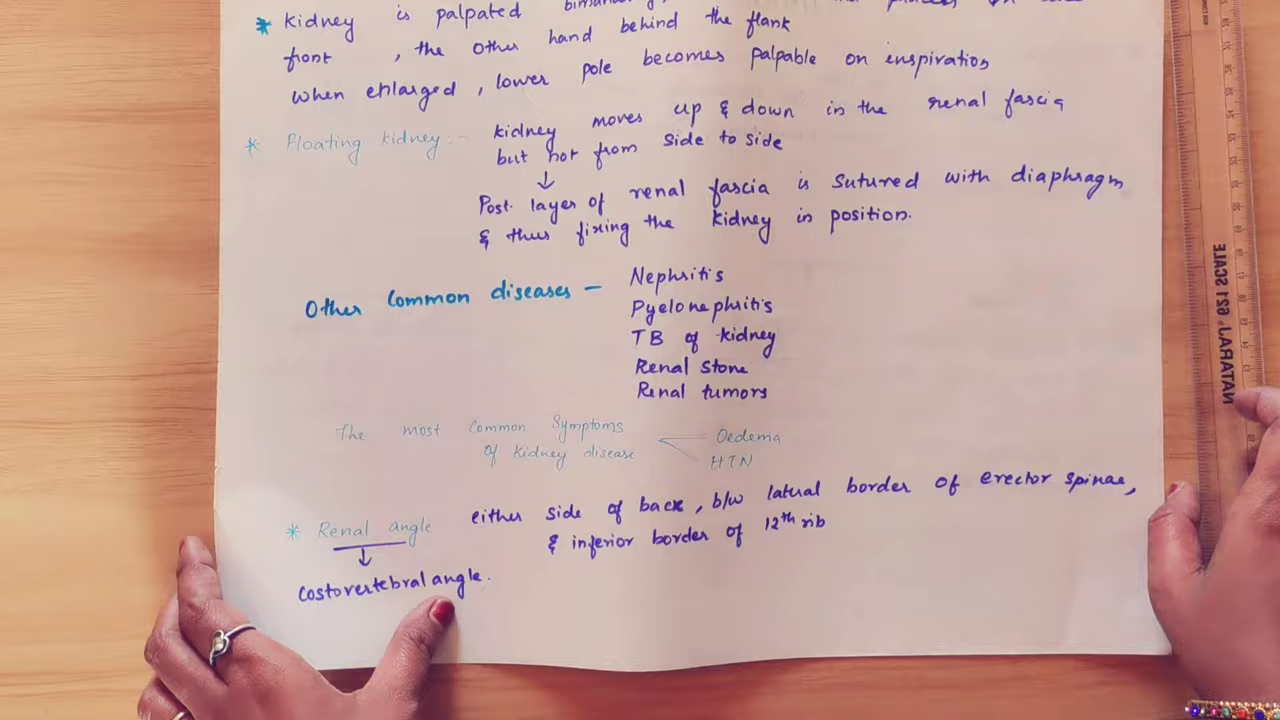 * Kidney is palpated
front , the other hand behind the flank
when enlarged , lower pole becomes palpable on inspiration
* Floating kidney :- kidney moves up & down in the renal fascia
but not from side to side
↓
Post. layer of renal fascia is sutured with diaphragm
& thus fixing the kidney in position.
Other Common diseases - Nephritis
Pyelonephritis
TB of kidney
Renal Stone
Renal tumors
The most Common Symptoms Oedema
of kidney disease HTN
* Renal angle either side of back , b/w latural border of erector spinae,
& inferior border of 12th rib
↓
Costovertebral angle.
NATARAJ. 621 SCALE